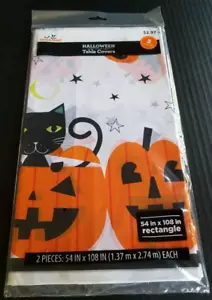 $2.97
HALLOWEEN
Table Covers
2
54 in x 108 in
rectangle
2 PIECES: 54 IN X 108 IN (1.37 m x 2.74 m) EACH